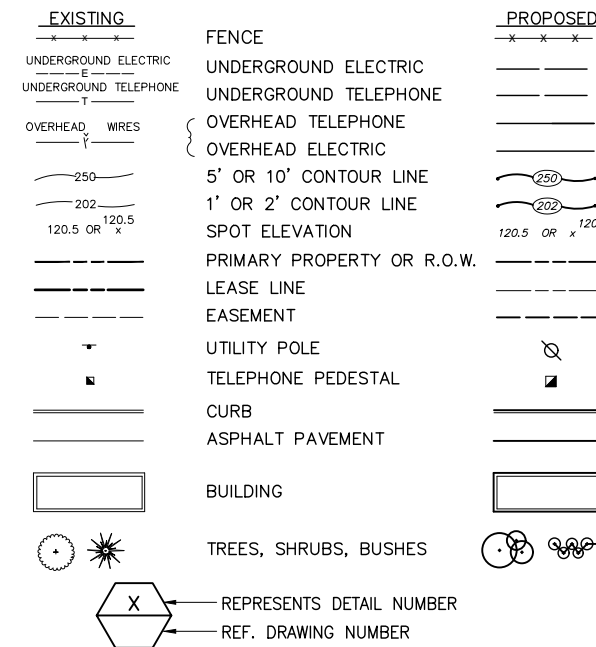 EXISTING PROPOSED
x x x FENCE x x x
UNDERGROUND ELECTRIC
E UNDERGROUND ELECTRIC
UNDERGROUND TELEPHONE
T UNDERGROUND TELEPHONE
OVERHEAD WIRES OVERHEAD TELEPHONE
OVERHEAD ELECTRIC
250 5' OR 10' CONTOUR LINE 250
202 1' OR 2' CONTOUR LINE 202
120.5 OR x 120.5 SPOT ELEVATION 120.5 OR x
PRIMARY PROPERTY OR R.O.W.
LEASE LINE
EASEMENT
UTILITY POLE
TELEPHONE PEDESTAL
CURB
ASPHALT PAVEMENT
BUILDING
TREES, SHRUBS, BUSHES
X REPRESENTS DETAIL NUMBER
REF. DRAWING NUMBER